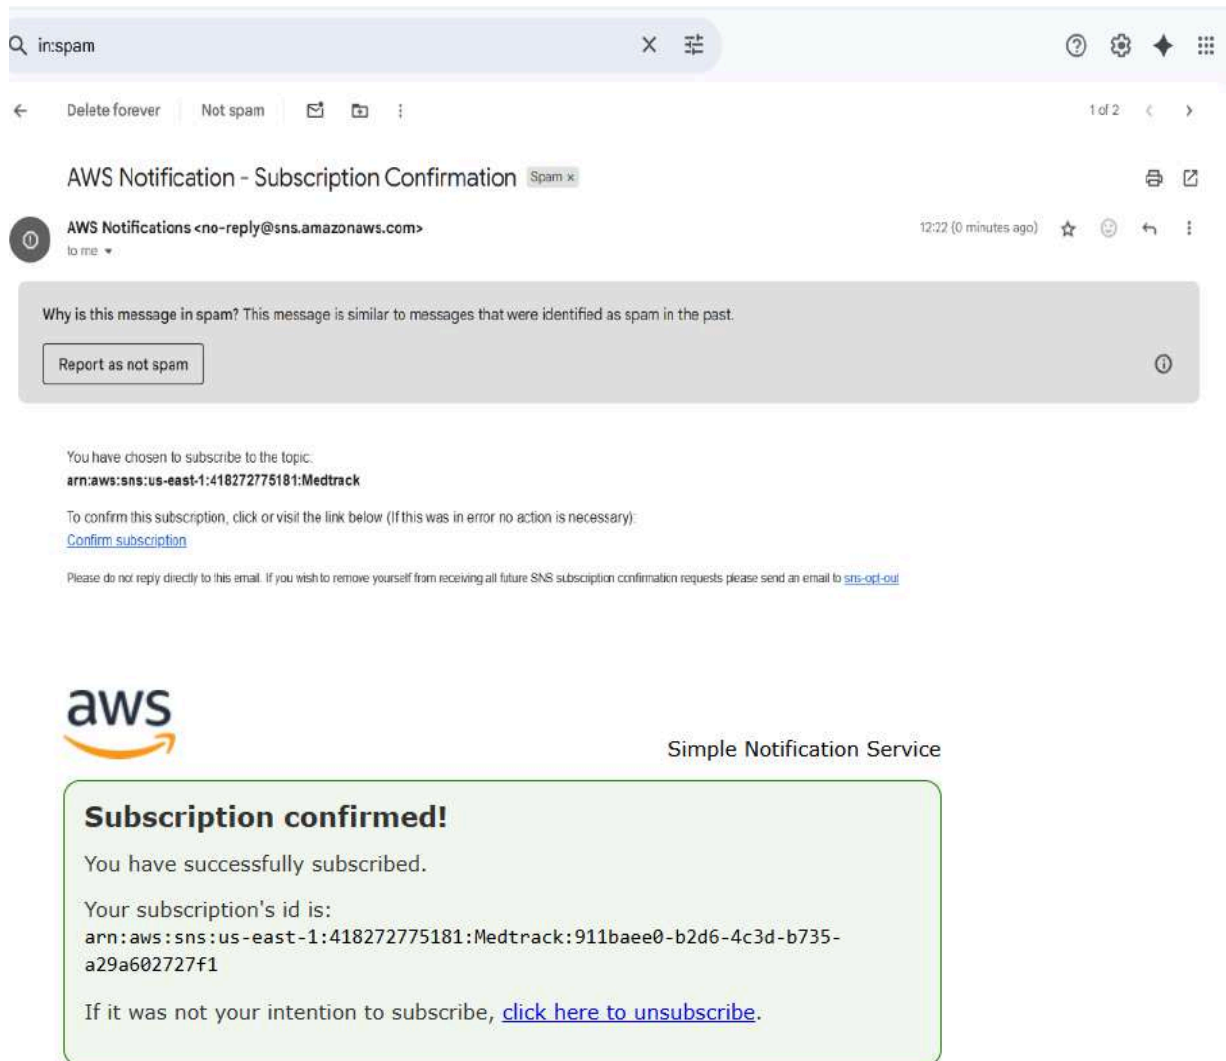 in:spam
Delete forever Not spam 1 of 2
AWS Notification - Subscription Confirmation Spam x
AWS Notifications <no-reply@sns.amazonaws.com> 12:22 (0 minutes ago)
to me
Why is this message in spam? This message is similar to messages that were identified as spam in the past.
Report as not spam
You have chosen to subscribe to the topic:
arn:aws:sns:us-east-1:418272775181:Medtrack
To confirm this subscription, click or visit the link below (If this was in error no action is necessary):
Confirm subscription
Please do not reply directly to this email. If you wish to remove yourself from receiving all future SNS subscription confirmation requests please send an email to sns-opt-out
aws
Simple Notification Service
Subscription confirmed!
You have successfully subscribed.
Your subscription's id is:
arn:aws:sns:us-east-1:418272775181:Medtrack:911baee0-b2d6-4c3d-b735-
a29a602727f1
If it was not your intention to subscribe, click here to unsubscribe.